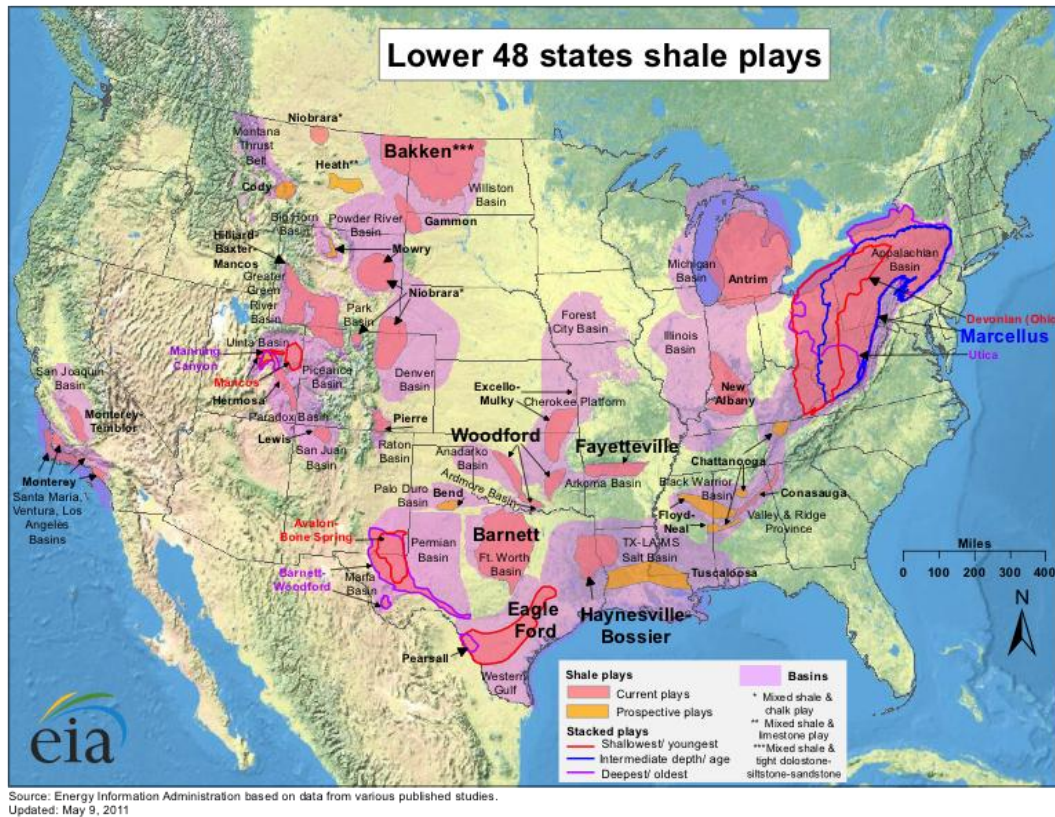 Lower 48 states shale plays
Niobrara*
Montana
Thrust
Belt
Bakken***
Heath**
Cody
Williston
Basin
Big Horn
Basin
Powder River
Basin
Gammon
Hilliard-
Baxter-
Mancos
Mowry
Greater
Green
River
Basin
Niobrara*
Park
Basin
Michigan
Basin
Antrim
Appalachian
Basin
Devonian (Ohio
Marcellus
Utica
Forest
City Basin
Illinois
Basin
Uinta Basin
Manning
Canyon
Mancos
Piceance
Basin
Denver
Basin
San Joaquin
Basin
Hermosa
Excello-
Mulky
Cherokee Platform
New
Albany
Monterey-
Temblor
Paradox Basin
Pierre
Lewis
San Juan
Basin
Raton
Basin
Woodford
Anadarko
Basin
Fayetteville
Chattanooga
Monterey
Santa Maria,
Ventura, Los
Angeles
Basins
Palo Duro
Basin
Bend
Ardmore Basin
Arkoma Basin
Black Warrior
Basin
Conasauga
Floyd-
Neal
Valley & Ridge
Province
Avalon-
Bone Spring
Permian
Basin
Barnett
Ft. Worth
Basin
TX-LA-MS
Salt Basin
Tuscaloosa
Barnett-
Woodford
Marfa
Basin
Eagle
Ford
Haynesville-
Bossier
Pearsall
Western
Gulf
Miles
0 100 200 300 400
N
Shale plays
Current plays
Prospective plays
Stacked plays
Shallowest/ youngest
Intermediate depth/ age
Deepest/ oldest
Basins
* Mixed shale &
chalk play
** Mixed shale &
limestone play
***Mixed shale &
tight dolostone-
siltstone-sandstone
eia
Source: Energy Information Administration based on data from various published studies.
Updated: May 9, 2011